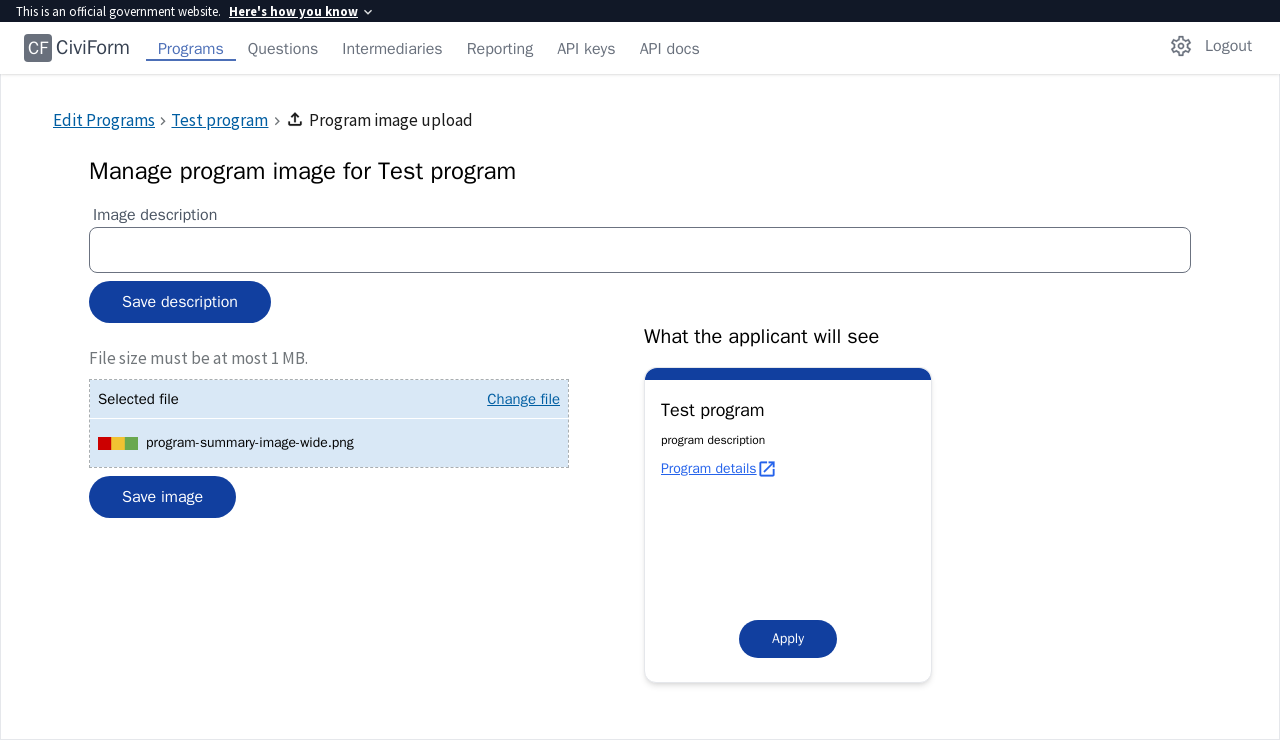 This is an official government website. Here's how you know
CF CiviForm Programs Questions Intermediaries Reporting API keys API docs Logout
Edit Programs Test program Program image upload
Manage program image for Test program
Image description
Save description
What the applicant will see
File size must be at most 1 MB.
Selected file Change file
program-summary-image-wide.png
Save image
Test program
program description
Program details
Apply